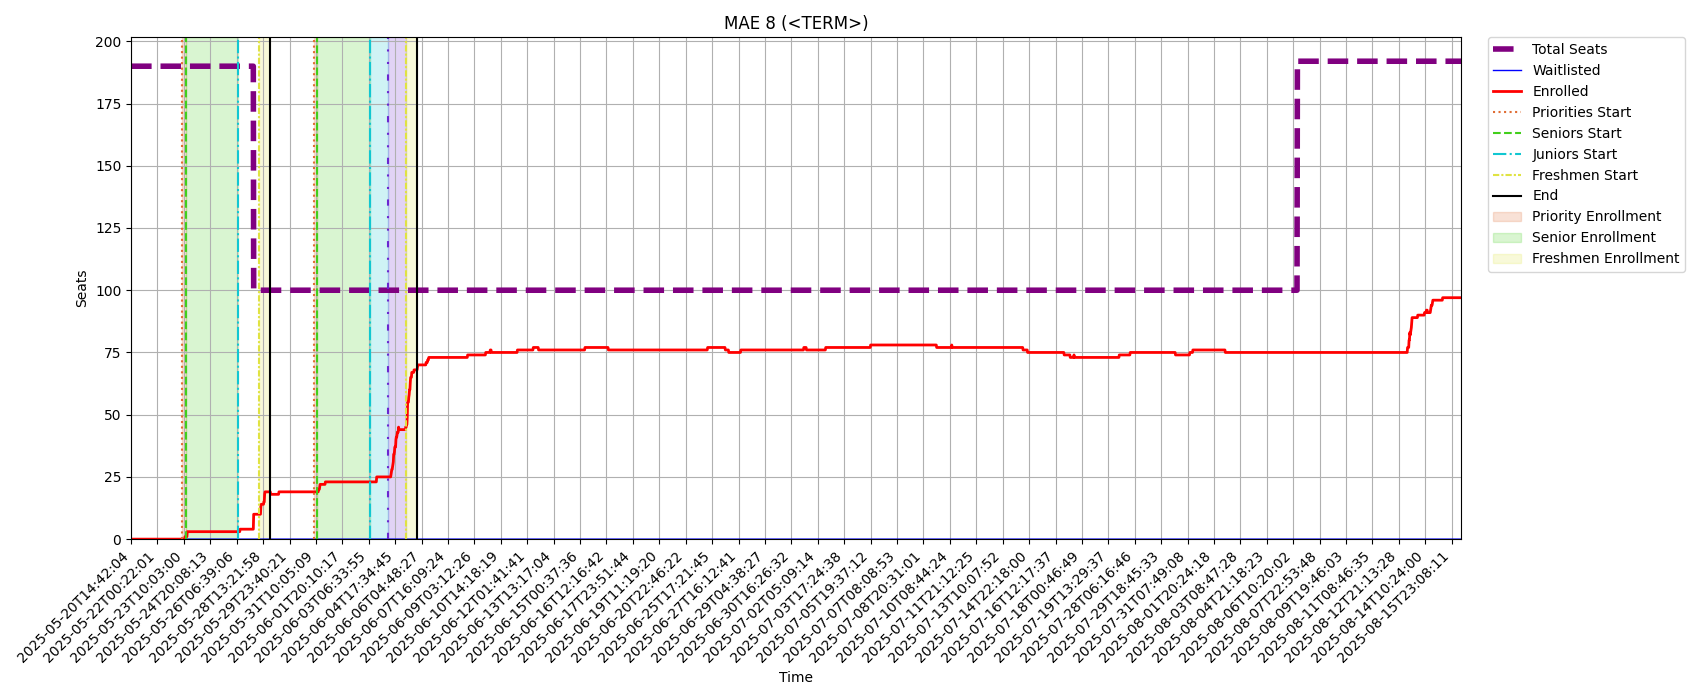 MAE 8 (<TERM>)
200
175
150
125
100
75
50
25
0
Seats
2025-05-20T14:42:04
2025-05-22T00:22:01
2025-05-23T10:03:00
2025-05-24T20:08:13
2025-05-26T06:39:06
2025-05-28T13:21:58
2025-05-29T23:40:21
2025-05-31T10:05:09
2025-06-01T20:10:17
2025-06-03T06:33:55
2025-06-04T17:34:45
2025-06-06T04:48:27
2025-06-07T16:09:24
2025-06-09T03:12:26
2025-06-10T14:18:19
2025-06-12T01:41:41
2025-06-13T13:17:04
2025-06-15T00:37:36
2025-06-16T12:16:42
2025-06-17T23:51:44
2025-06-19T11:19:20
2025-06-20T22:46:22
2025-06-25T17:21:45
2025-06-27T16:12:41
2025-06-29T04:38:27
2025-06-30T16:26:32
2025-07-02T05:09:14
2025-07-03T17:24:38
2025-07-05T19:37:12
2025-07-07T08:08:53
2025-07-08T20:31:01
2025-07-10T08:44:24
2025-07-11T21:12:25
2025-07-13T10:07:52
2025-07-14T22:18:00
2025-07-16T12:17:37
2025-07-18T00:46:49
2025-07-19T13:29:37
2025-07-28T06:16:46
2025-07-29T18:45:33
2025-07-31T07:49:08
2025-08-01T20:24:18
2025-08-03T08:47:28
2025-08-04T21:18:23
2025-08-06T10:20:02
2025-08-07T22:53:48
2025-08-09T19:46:03
2025-08-11T08:46:35
2025-08-12T21:13:28
2025-08-14T10:24:00
2025-08-15T23:08:11
Time
Total Seats
Waitlisted
Enrolled
Priorities Start
Seniors Start
Juniors Start
Freshmen Start
End
Priority Enrollment
Senior Enrollment
Freshmen Enrollment